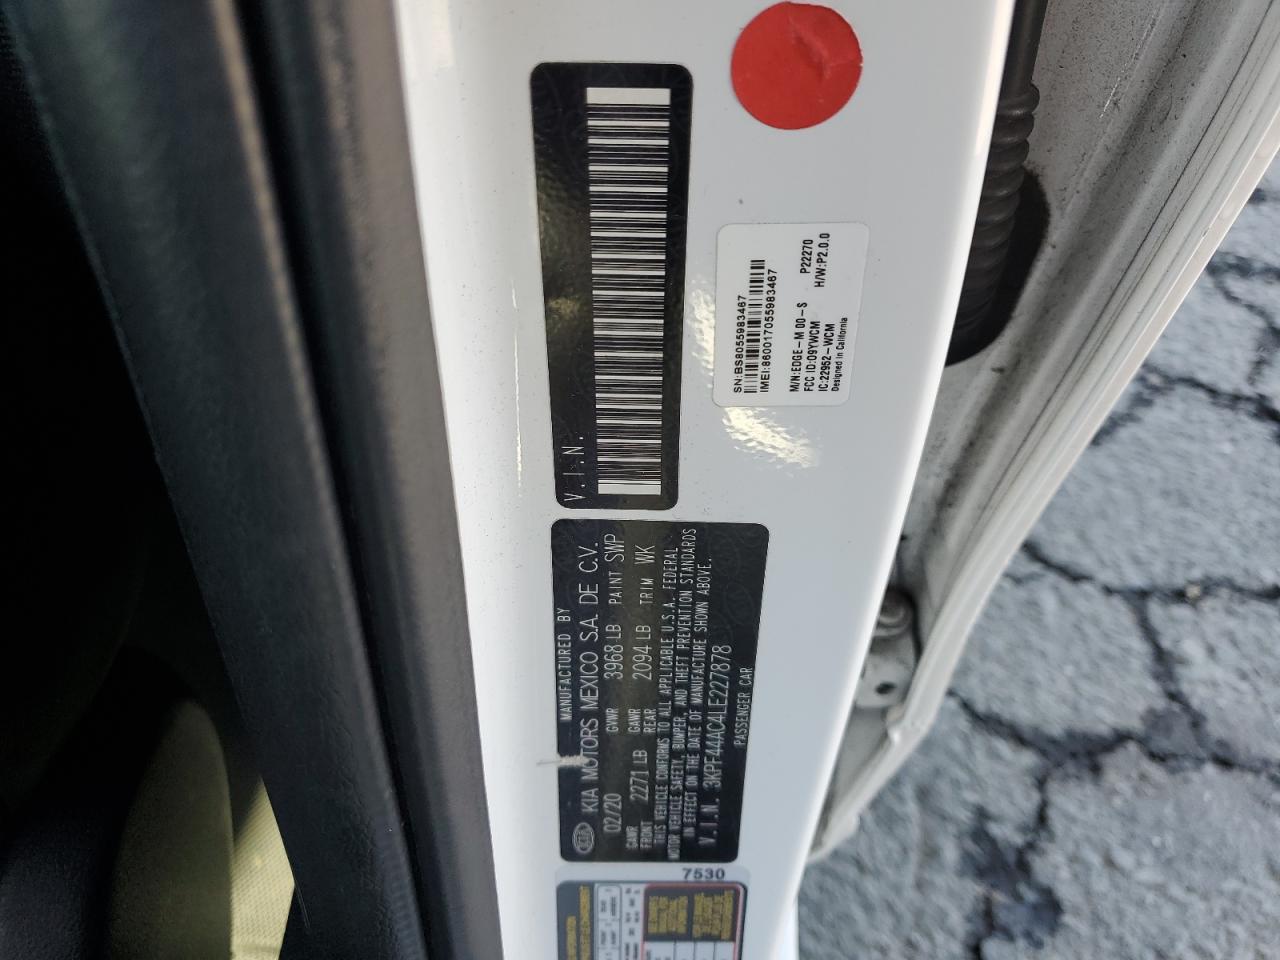 V.I.N.
SN:BS8055983467
IMEI:860017055983467
M/N:EDGE-M 00-S P22270
FCC ID:O9YWCM H/W:P2.0.0
IC:22952-WCM
Designed in California
MANUFACTURED BY
KIA KIA MOTORS MEXICO S.A. DE C.V.
02/20 GVWR 3968 LB PAINT SWP
GAWR FRONT 2271 LB GAWR REAR 2094 LB TRIM WK
THIS VEHICLE CONFORMS TO ALL APPLICABLE U.S.A. FEDERAL
MOTOR VEHICLE SAFETY, BUMPER, AND THEFT PREVENTION STANDARDS
IN EFFECT ON THE DATE OF MANUFACTURE SHOWN ABOVE.
V.I.N. 3KPF44AC4LE227878
PASSENGER CAR
7530